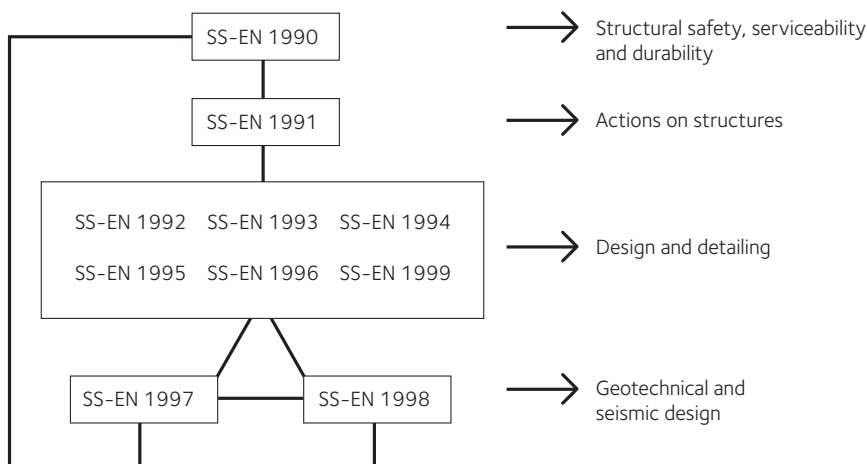 SS-EN 1990
Structural safety, serviceability
and durability
SS-EN 1991
Actions on structures
SS-EN 1992 SS-EN 1993 SS-EN 1994
Design and detailing
SS-EN 1995 SS-EN 1996 SS-EN 1999
SS-EN 1997 SS-EN 1998
Geotechnical and
seismic design